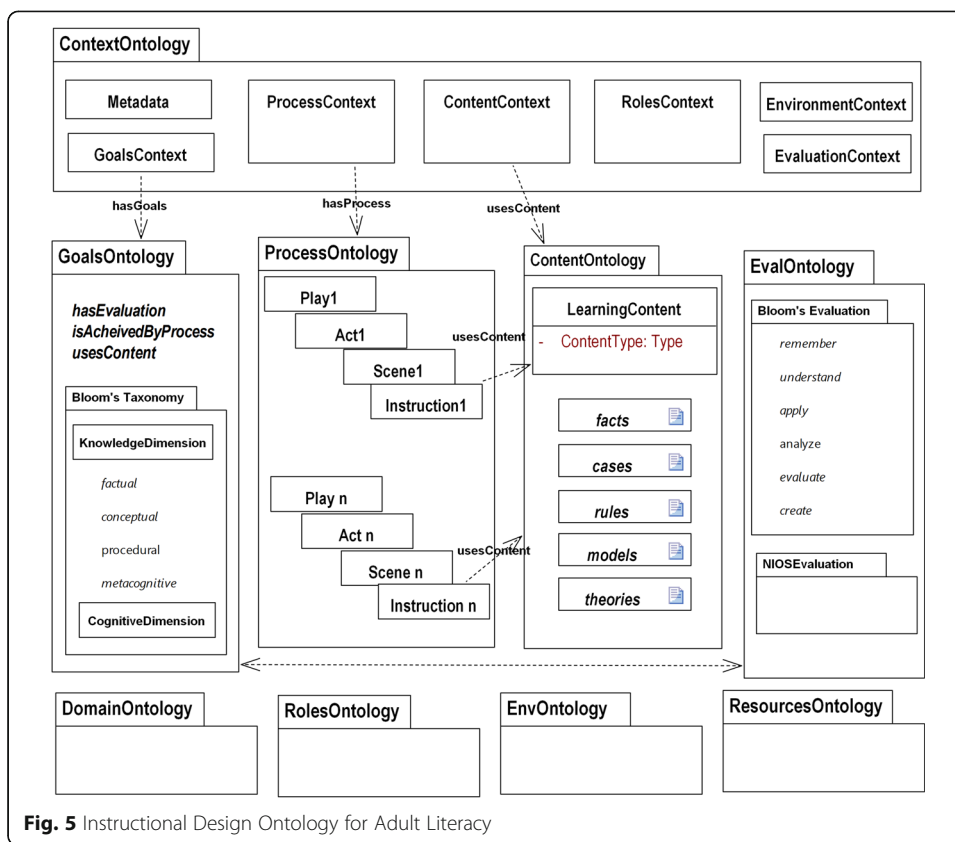 ContextOntology
Metadata
ProcessContext
ContentContext
RolesContext
EnvironmentContext
GoalsContext
EvaluationContext
hasGoals
hasProcess
usesContent
GoalsOntology
hasEvaluation
isAcheivedByProcess
usesContent
Bloom's Taxonomy
KnowledgeDimension
factual
conceptual
procedural
metacognitive
CognitiveDimension
ProcessOntology
Play1
Act1
Scene1
Instruction1
usesContent
Play n
Act n
Scene n
Instruction n
usesContent
ContentOntology
LearningContent
- ContentType: Type
facts
cases
rules
models
theories
EvalOntology
Bloom's Evaluation
remember
understand
apply
analyze
evaluate
create
NIOSEvaluation
DomainOntology
RolesOntology
EnvOntology
ResourcesOntology
Fig. 5 Instructional Design Ontology for Adult Literacy